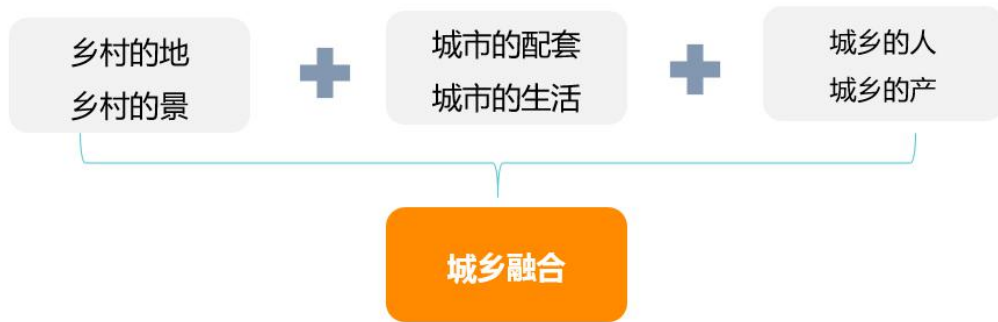 乡村的地
乡村的景
城市的配套
城市的生活
城乡的人
城乡的产
城乡融合